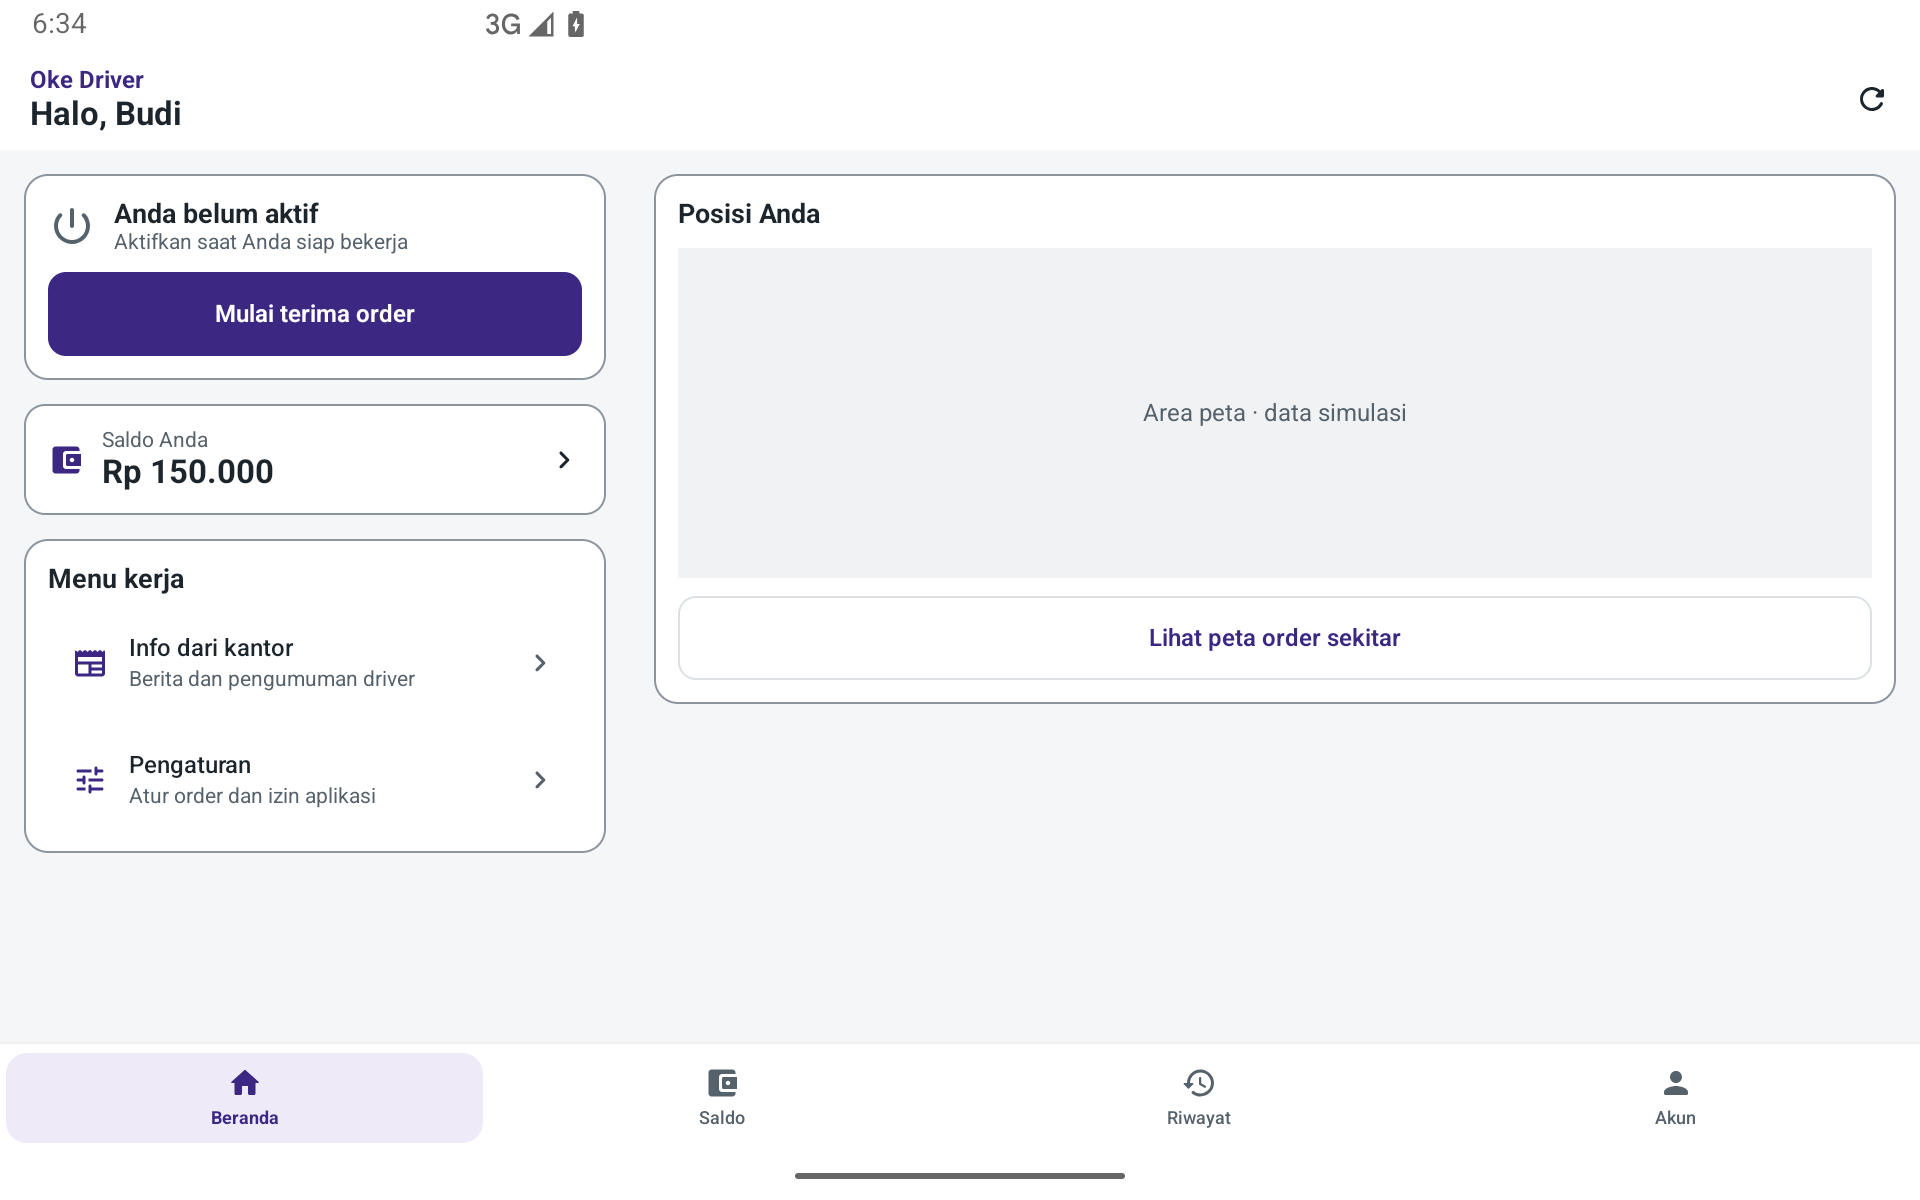 6:34
3G
Oke Driver
Halo, Budi
Anda belum aktif
Aktifkan saat Anda siap bekerja
Mulai terima order
Saldo Anda
Rp 150.000
Menu kerja
Info dari kantor
Berita dan pengumuman driver
Pengaturan
Atur order dan izin aplikasi
Posisi Anda
Area peta · data simulasi
Lihat peta order sekitar
Beranda
Saldo
Riwayat
Akun